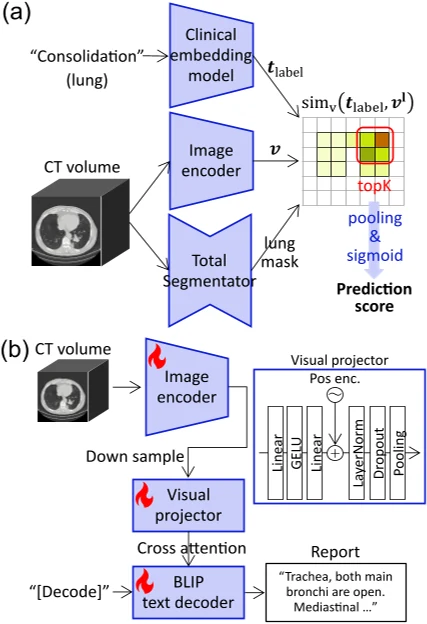 (a)
Clinical
embedding
model
“Consolidation”
(lung)
t_label
sim_v(t_label, v^l)
Image
encoder
v
CT volume
topK
Total
Segmentator
lung
mask
pooling
&
sigmoid
Prediction
score
(b)
CT volume
Image
encoder
Visual projector
Pos enc.
Linear
GELU
Linear
LayerNorm
Dropout
Pooling
Down sample
Visual
projector
Cross attention
“[Decode]”
BLIP
text decoder
Report
“Trachea, both main
bronchi are open.
Mediastinal …”